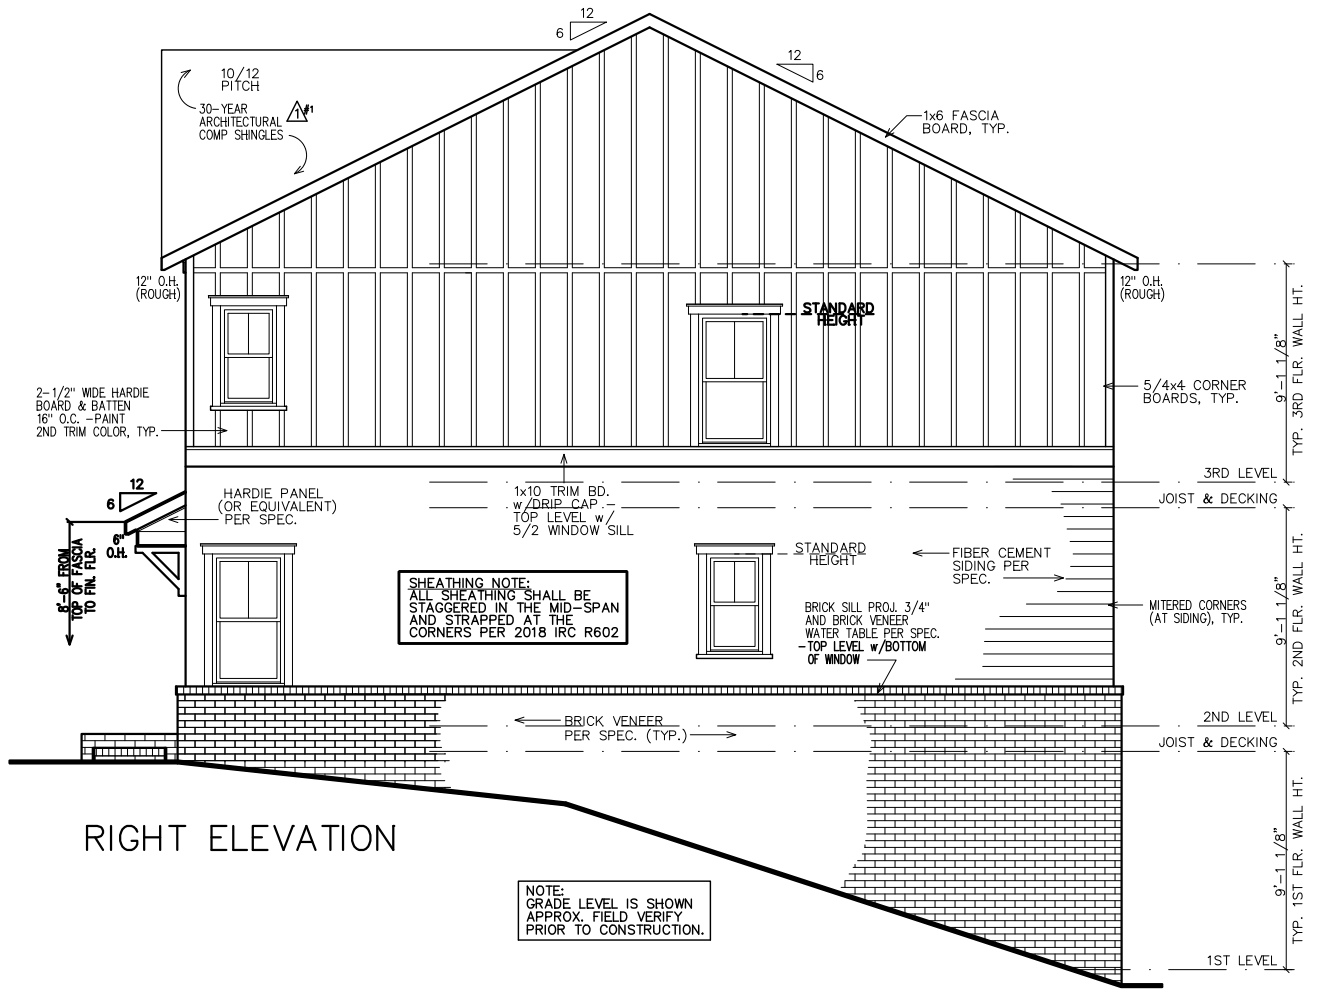 12
6
12
6
10/12
PITCH
30-YEAR
ARCHITECTURAL
COMP SHINGLES
1
#1
1x6 FASCIA
BOARD, TYP.
12" O.H.
(ROUGH)
12" O.H.
(ROUGH)
STANDARD
HEIGHT
9'-1 1/8"
TYP. 3RD FLR. WALL HT.
2-1/2" WIDE HARDIE
BOARD & BATTEN
16" O.C. -PAINT
2ND TRIM COLOR, TYP.
5/4x4 CORNER
BOARDS, TYP.
3RD LEVEL
JOIST & DECKING
12
6
HARDIE PANEL
(OR EQUIVALENT)
PER SPEC.
1x10 TRIM BD.
w/DRIP CAP -
TOP LEVEL w/
5/2 WINDOW SILL
6"
O.H.
8'-6" FROM
TOP OF FASCIA
TO FIN. FLR.
STANDARD
HEIGHT
FIBER CEMENT
SIDING PER
SPEC.
SHEATHING NOTE:
ALL SHEATHING SHALL BE
STAGGERED IN THE MID-SPAN
AND STRAPPED AT THE
CORNERS PER 2018 IRC R602
BRICK SILL PROJ. 3/4"
AND BRICK VENEER
WATER TABLE PER SPEC.
-TOP LEVEL w/BOTTOM
OF WINDOW
MITERED CORNERS
(AT SIDING), TYP.
9'-1 1/8"
TYP. 2ND FLR. WALL HT.
BRICK VENEER
PER SPEC. (TYP.)
2ND LEVEL
JOIST & DECKING
RIGHT ELEVATION
NOTE:
GRADE LEVEL IS SHOWN
APPROX. FIELD VERIFY
PRIOR TO CONSTRUCTION.
9'-1 1/8"
TYP. 1ST FLR. WALL HT.
1ST LEVEL